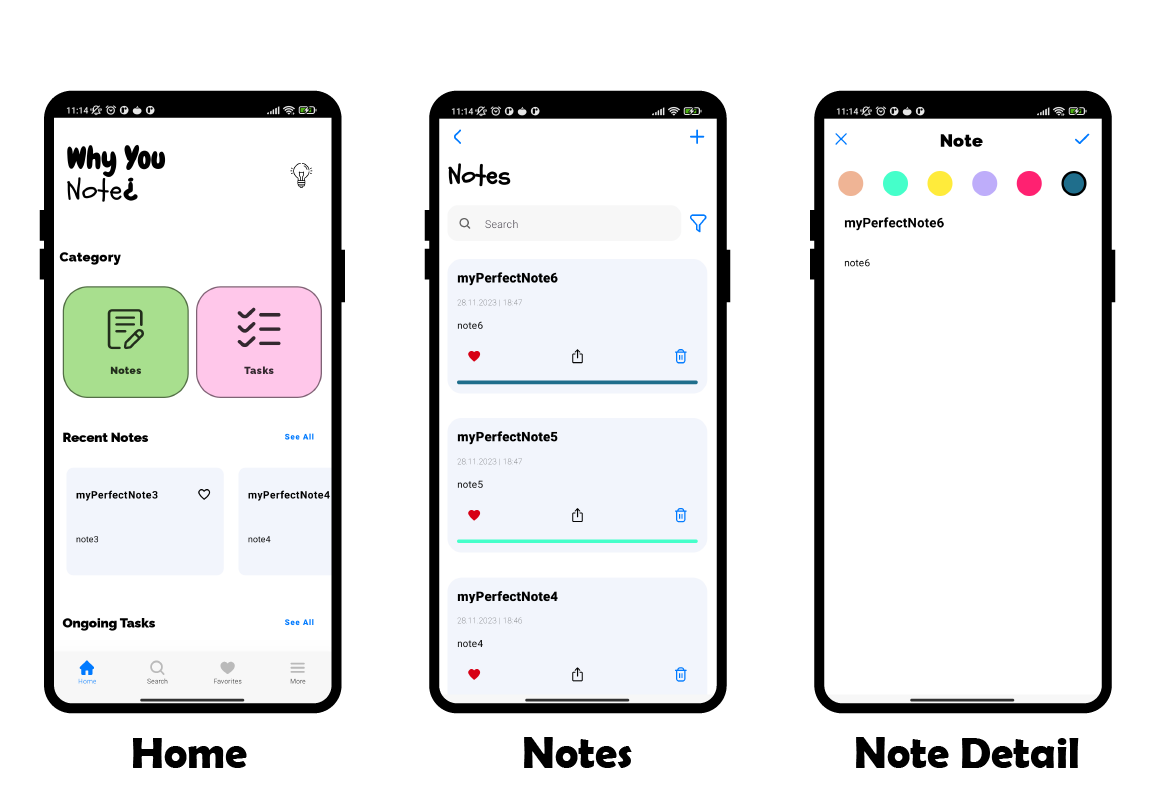 11:14
Why You
Note¿
Category
Notes
Tasks
Recent Notes
See All
myPerfectNote3
note3
myPerfectNote4
note4
Ongoing Tasks
See All
Home
Search
Favorites
More
Home
11:14
Notes
Search
myPerfectNote6
28.11.2023 | 18:47
note6
myPerfectNote5
28.11.2023 | 18:47
note5
myPerfectNote4
28.11.2023 | 18:46
note4
Notes
11:14
Note
myPerfectNote6
note6
Note Detail